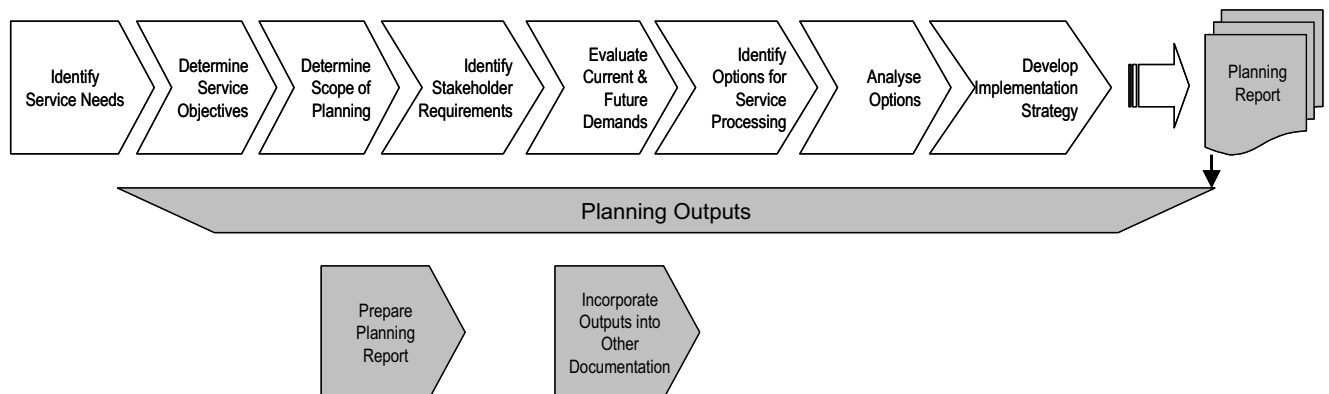 Identify
Service Needs
Determine
Service
Objectives
Determine
Scope of
Planning
Identify
Stakeholder
Requirements
Evaluate
Current &
Future
Demands
Identify
Options for
Service
Processing
Analyse
Options
Develop
Implementation
Strategy
Planning
Report
Planning Outputs
Prepare
Planning
Report
Incorporate
Outputs into
Other
Documentation